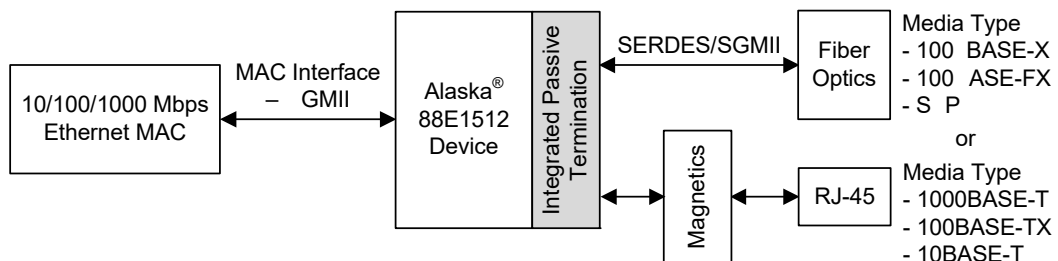 10/100/1000 Mbps
Ethernet MAC
MAC Interface
– GMII
Alaska®
88E1512
Device
Integrated Passive
Termination
SERDES/SGMII
Fiber
Optics
Media Type
- 100 BASE-X
- 100 ASE-FX
- S P
or
Magnetics
RJ-45
Media Type
- 1000BASE-T
- 100BASE-TX
- 10BASE-T